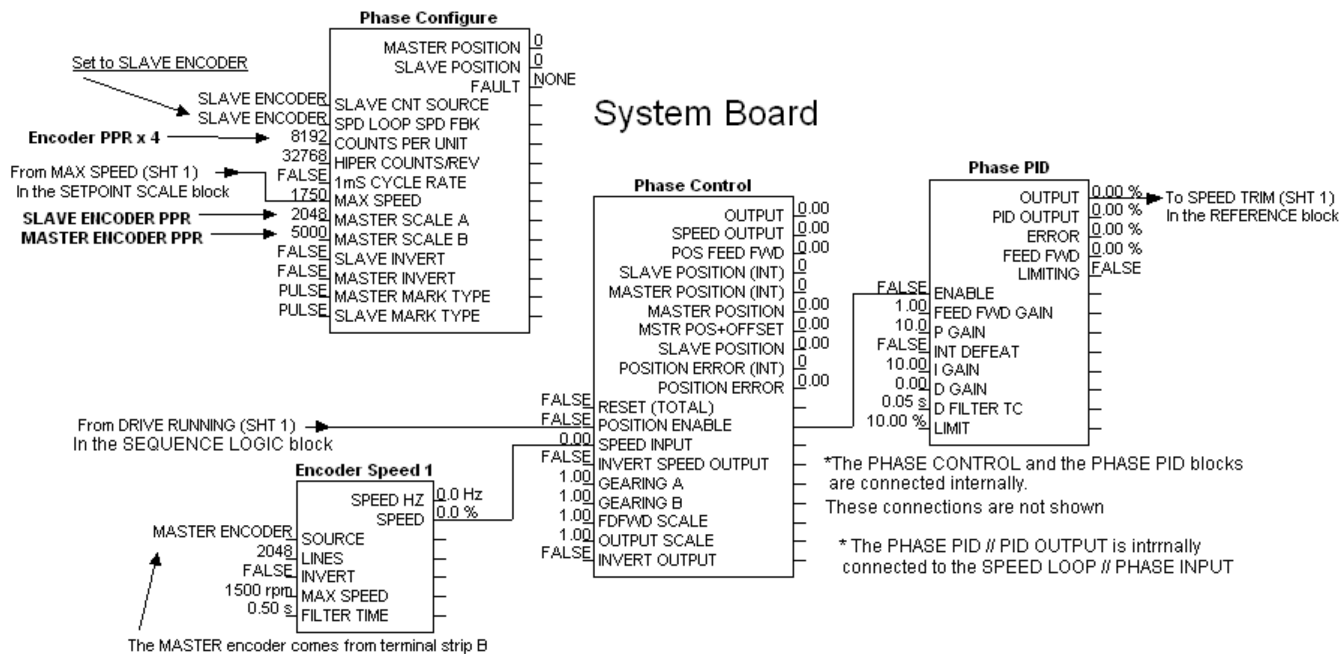 Phase Configure
MASTER POSITION 0
SLAVE POSITION 0
FAULT NONE
Set to SLAVE ENCODER
SLAVE ENCODER SLAVE CNT SOURCE
SLAVE ENCODER SPD LOOP SPD FBK
Encoder PPR x 4 8192 COUNTS PER UNIT
32768 HIPER COUNTS/REV
From MAX SPEED (SHT 1) FALSE 1mS CYCLE RATE
In the SETPOINT SCALE block 1750 MAX SPEED
SLAVE ENCODER PPR 2048 MASTER SCALE A
MASTER ENCODER PPR 5000 MASTER SCALE B
FALSE SLAVE INVERT
FALSE MASTER INVERT
PULSE MASTER MARK TYPE
PULSE SLAVE MARK TYPE
System Board
Phase Control
OUTPUT 0.00
SPEED OUTPUT 0.00
POS FEED FWD 0.00
SLAVE POSITION (INT) 0
MASTER POSITION (INT) 0
MASTER POSITION 0.00
MSTR POS+OFFSET 0.00
SLAVE POSITION 0.00
POSITION ERROR (INT) 0
POSITION ERROR 0.00
FALSE RESET (TOTAL)
From DRIVE RUNNING (SHT 1) FALSE POSITION ENABLE
In the SEQUENCE LOGIC block
0.00 SPEED INPUT
FALSE INVERT SPEED OUTPUT
1.00 GEARING A
1.00 GEARING B
1.00 FDFWD SCALE
1.00 OUTPUT SCALE
FALSE INVERT OUTPUT
Phase PID
OUTPUT 0.00 % To SPEED TRIM (SHT 1)
In the REFERENCE block
PID OUTPUT 0.00 %
ERROR 0.00 %
FEED FWD 0.00 %
LIMITING FALSE
FALSE ENABLE
1.00 FEED FWD GAIN
10.0 P GAIN
FALSE INT DEFEAT
10.00 I GAIN
0.00 D GAIN
0.05 s D FILTER TC
10.00 % LIMIT
*The PHASE CONTROL and the PHASE PID blocks
are connected internally.
These connections are not shown
* The PHASE PID // PID OUTPUT is intrrnally
connected to the SPEED LOOP // PHASE INPUT
Encoder Speed 1
SPEED HZ 0.0 Hz
SPEED 0.0 %
MASTER ENCODER SOURCE
2048 LINES
FALSE INVERT
1500 rpm MAX SPEED
0.50 s FILTER TIME
The MASTER encoder comes from terminal strip B